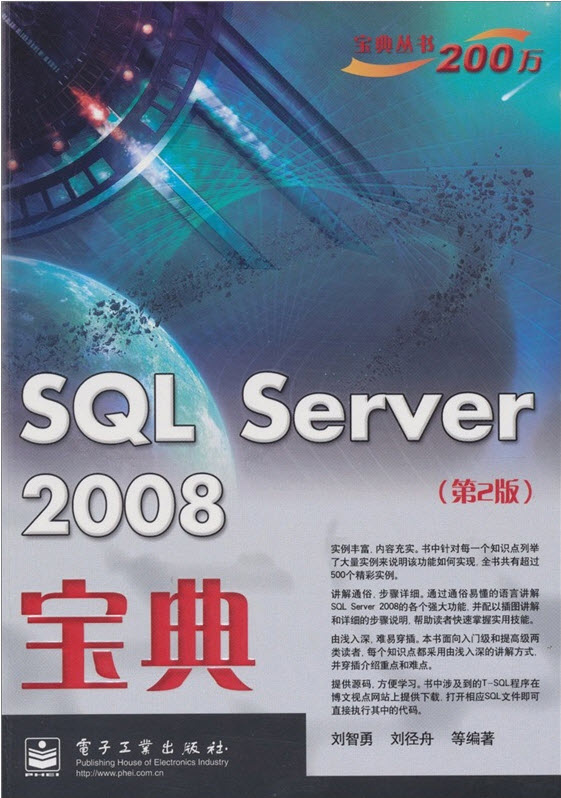 宝典丛书
200万
SQL Server
2008
（第2版）
宝典
实例丰富，内容充实。书中针对每一个知识点列举
了大量实例来说明该功能如何实现，全书共有超过
500个精彩实例。
讲解通俗，步骤详细。通过通俗易懂的语言讲解
SQL Server 2008的各个强大功能，并配以插图讲解
和详细的步骤说明，帮助读者快速掌握实用技能。
由浅入深，难易穿插。本书面向入门级和提高级两
类读者，每个知识点都采用由浅入深的讲解方式，
并穿插介绍重点和难点。
提供源码，方便学习。书中涉及到的T-SQL程序在
博文视点网站上提供下载，打开相应SQL文件即可
直接执行其中的代码。
刘智勇 刘径舟 等编著
PHEI
電子工業出版社·
Publishing House of Electronics Industry
http://www.phei.com.cn